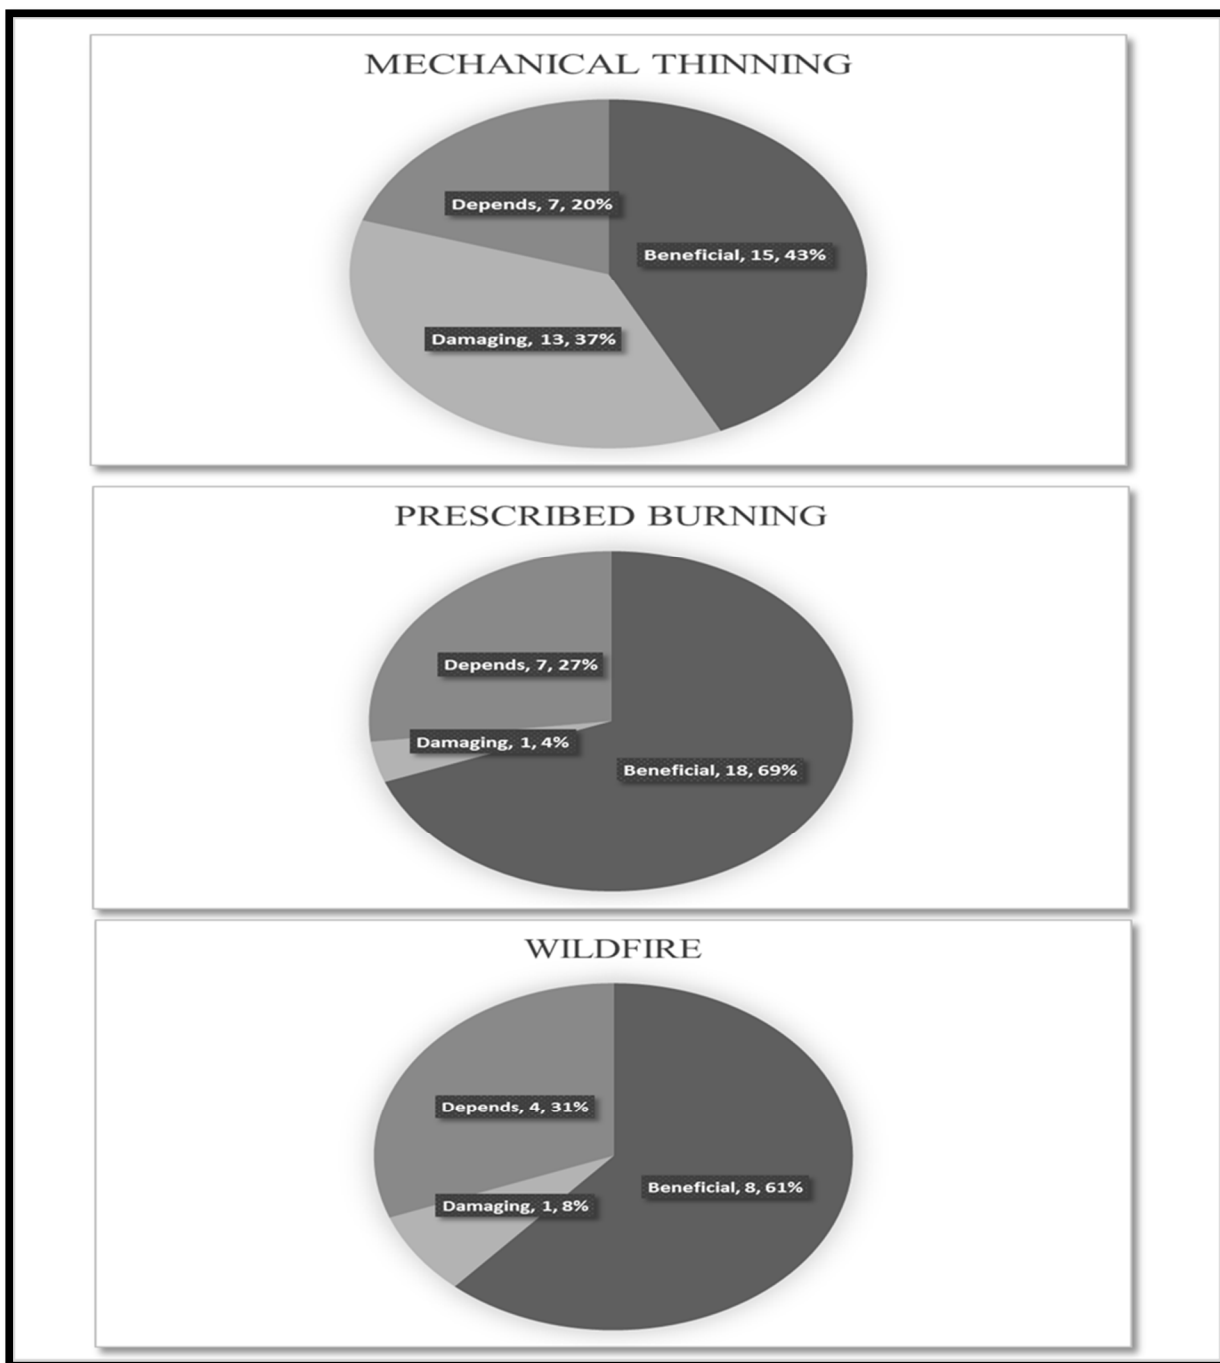 MECHANICAL THINNING
Depends, 7, 20%
Beneficial, 15, 43%
Damaging, 13, 37%
PRESCRIBED BURNING
Depends, 7, 27%
Damaging, 1, 4%
Beneficial, 18, 69%
WILDFIRE
Depends, 4, 31%
Beneficial, 8, 61%
Damaging, 1, 8%